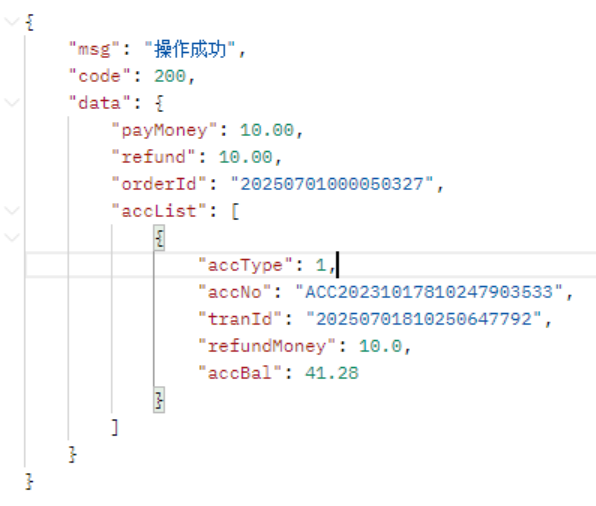 {
"msg": "操作成功",
"code": 200,
"data": {
"payMoney": 10.00,
"refund": 10.00,
"orderId": "20250701000050327",
"accList": [
{
"accType": 1,
"accNo": "ACC20231017810247903533",
"tranId": "20250701810250647792",
"refundMoney": 10.0,
"accBal": 41.28
}
]
}
}